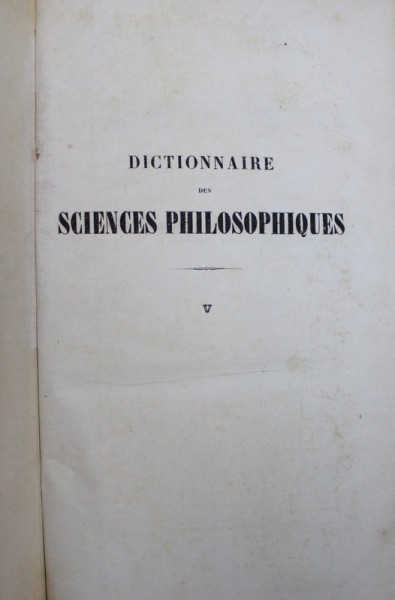 DICTIONNAIRE
DES
SCIENCES PHILOSOPHIQUES
V